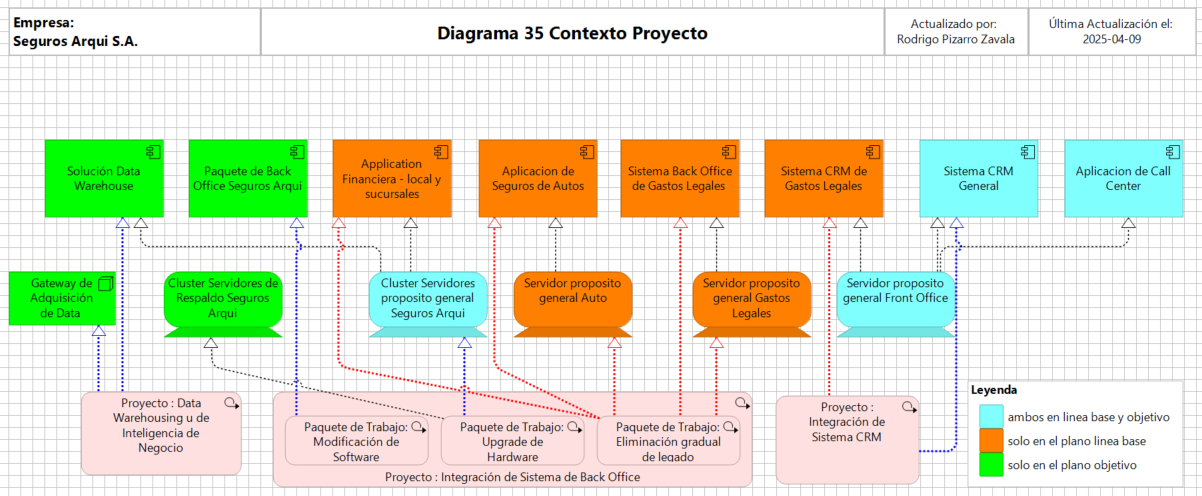 Empresa:
Seguros Arqui S.A.
Diagrama 35 Contexto Proyecto
Actualizado por:
Rodrigo Pizarro Zavala
Última Actualización el:
2025-04-09
Solución Data
Warehouse
Paquete de Back
Office Seguros Arqui
Application
Financiera - local y
sucursales
Aplicacion de
Seguros de Autos
Sistema Back Office
de Gastos Legales
Sistema CRM de
Gastos Legales
Sistema CRM
General
Aplicacion de Call
Center
Gateway de
Adquisición
de Data
Cluster Servidores de
Respaldo Seguros
Arqui
Cluster Servidores
proposito general
Seguros Arqui
Servidor proposito
general Auto
Servidor proposito
general Gastos
Legales
Servidor proposito
general Front Office
Proyecto : Data
Warehousing u de
Inteligencia de
Negocio
Paquete de Trabajo:
Modificación de
Software
Paquete de Trabajo:
Upgrade de
Hardware
Paquete de Trabajo:
Eliminación gradual
de legado
Proyecto : Integración de Sistema de Back Office
Proyecto :
Integración de
Sistema CRM
Leyenda
ambos en linea base y objetivo
solo en el plano linea base
solo en el plano objetivo